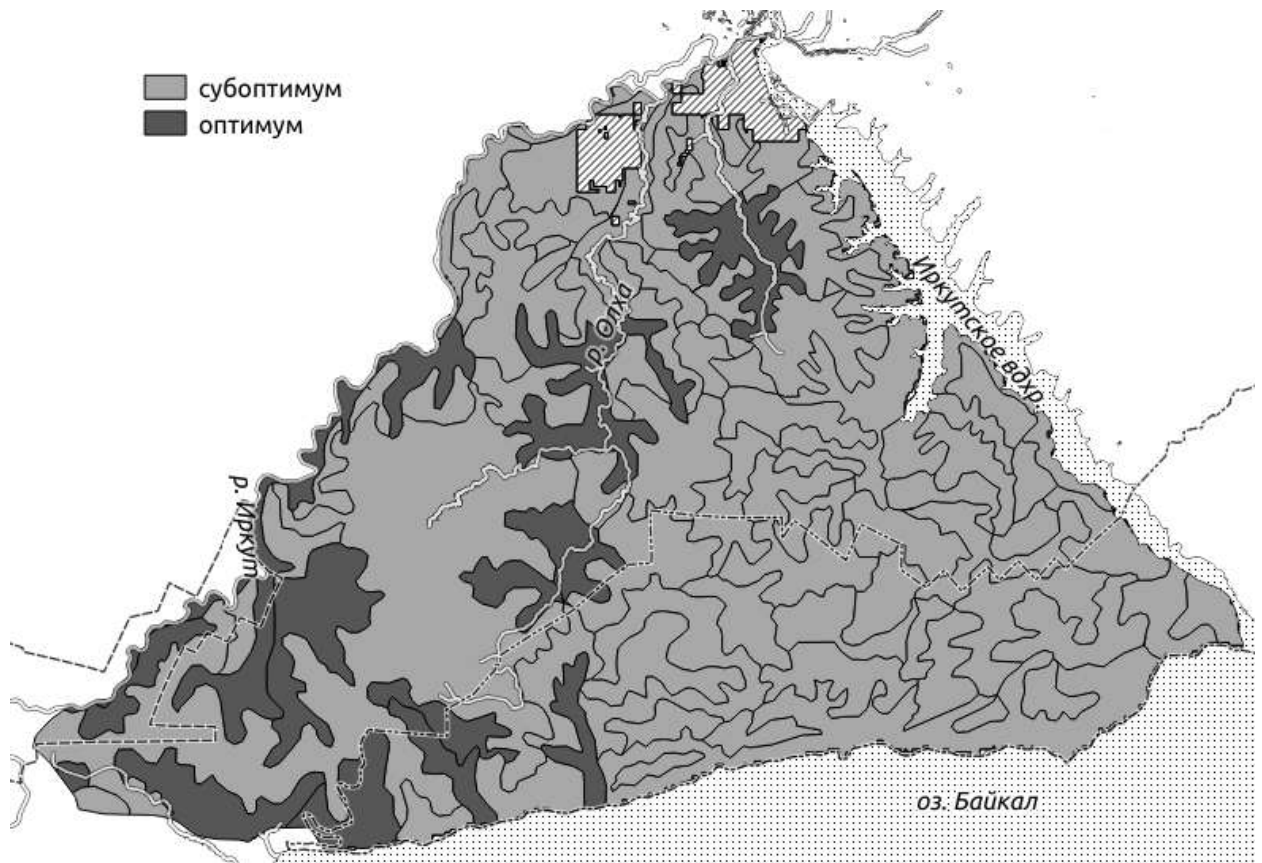 субоптимум
оптимум
Иркутское вдхр.
р. Олха
р. Иркут
оз. Байкал